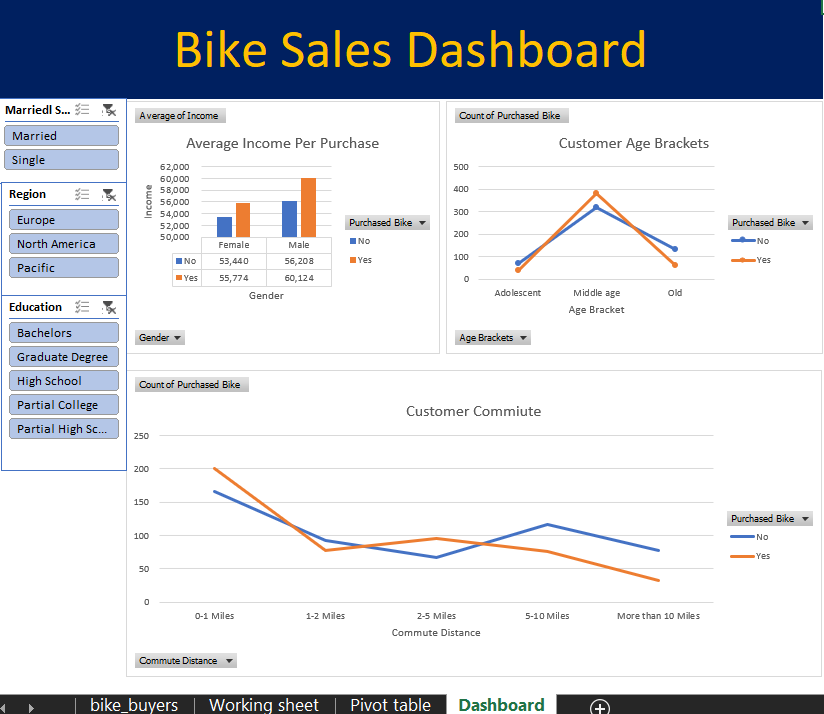 Bike Sales Dashboard
Marriedl S...
Married
Single
Region
Europe
North America
Pacific
Education
Bachelors
Graduate Degree
High School
Partial College
Partial High Sc...
Average of Income
Average Income Per Purchase
62,000
60,000
58,000
56,000
54,000
52,000
50,000
Income
Female Male
No 53,440 56,208
Yes 55,774 60,124
Gender
Purchased Bike
No
Yes
Gender
Count of Purchased Bike
Customer Age Brackets
500
400
300
200
100
0
Adolescent Middle age Old
Age Bracket
Purchased Bike
No
Yes
Age Brackets
Count of Purchased Bike
Customer Commiute
250
200
150
100
50
0
0-1 Miles 1-2 Miles 2-5 Miles 5-10 Miles More than 10 Miles
Commute Distance
Purchased Bike
No
Yes
Commute Distance
bike_buyers Working sheet Pivot table Dashboard